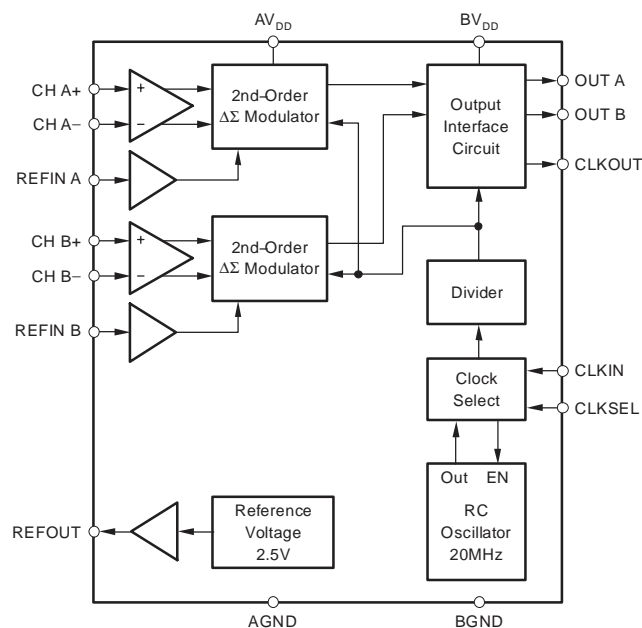 AVDD
BVDD
CH A+
CH A−
REFIN A
CH B+
CH B−
REFIN B
REFOUT
+
−
2nd-Order
ΔΣ Modulator
+
−
2nd-Order
ΔΣ Modulator
Output
Interface
Circuit
OUT A
OUT B
CLKOUT
Divider
Clock
Select
CLKIN
CLKSEL
Out EN
RC
Oscillator
20MHz
Reference
Voltage
2.5V
AGND
BGND